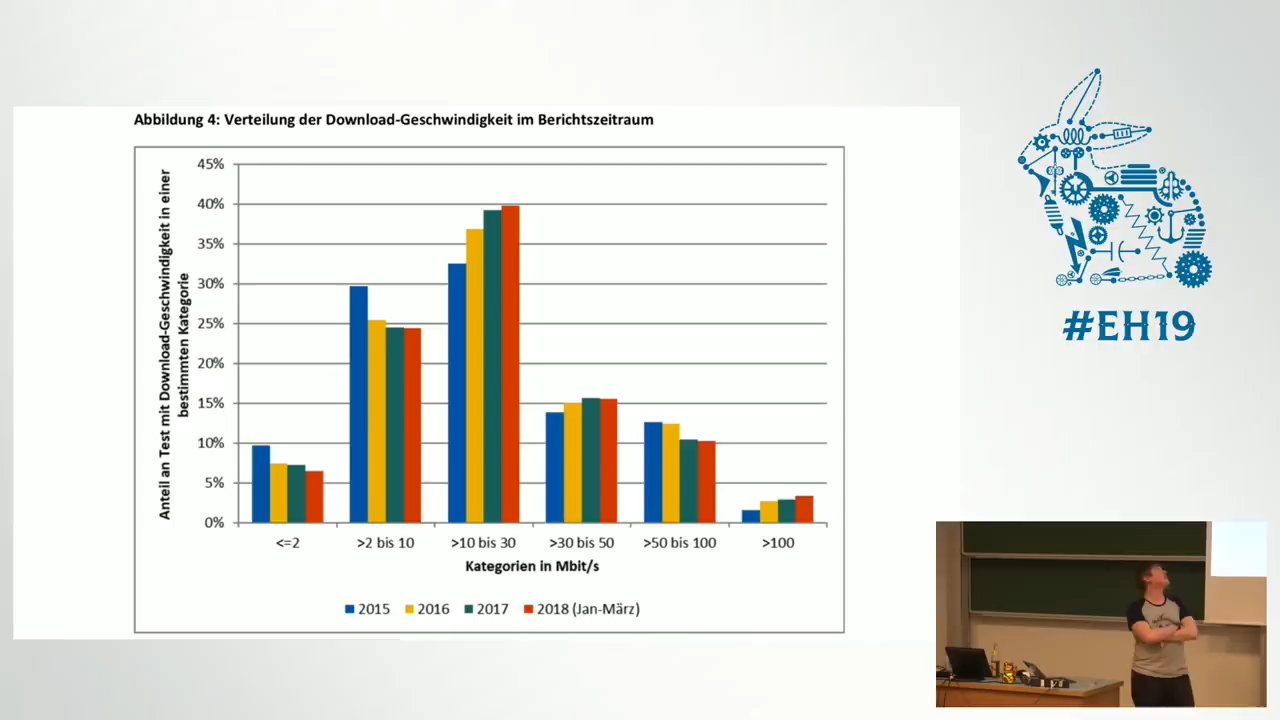 Abbildung 4: Verteilung der Download-Geschwindigkeit im Berichtszeitraum
Anteil an Test mit Download-Geschwindigkeit in einer
bestimmten Kategorie
45%
40%
35%
30%
25%
20%
15%
10%
5%
0%
<=2
>2 bis 10
>10 bis 30
>30 bis 50
>50 bis 100
>100
Kategorien in Mbit/s
2015
2016
2017
2018 (Jan-März)
#EH19